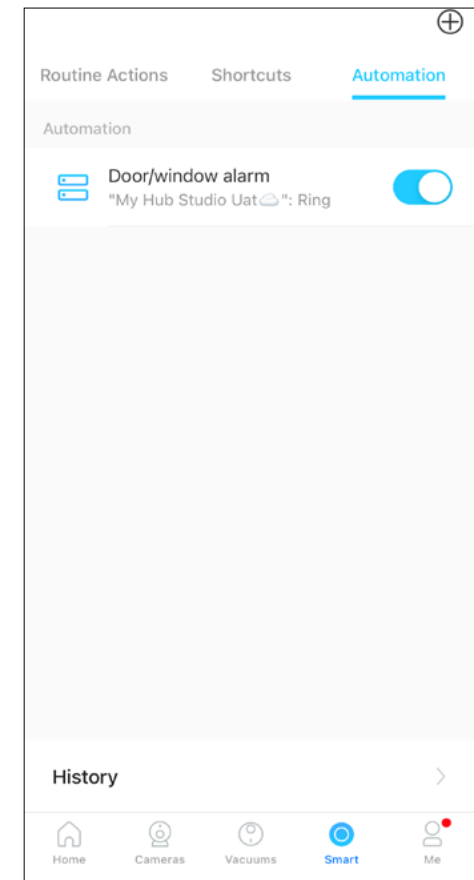 Routine Actions Shortcuts Automation
Automation
Door/window alarm
"My Hub Studio Uat☁️": Ring
History
Home Cameras Vacuums Smart Me